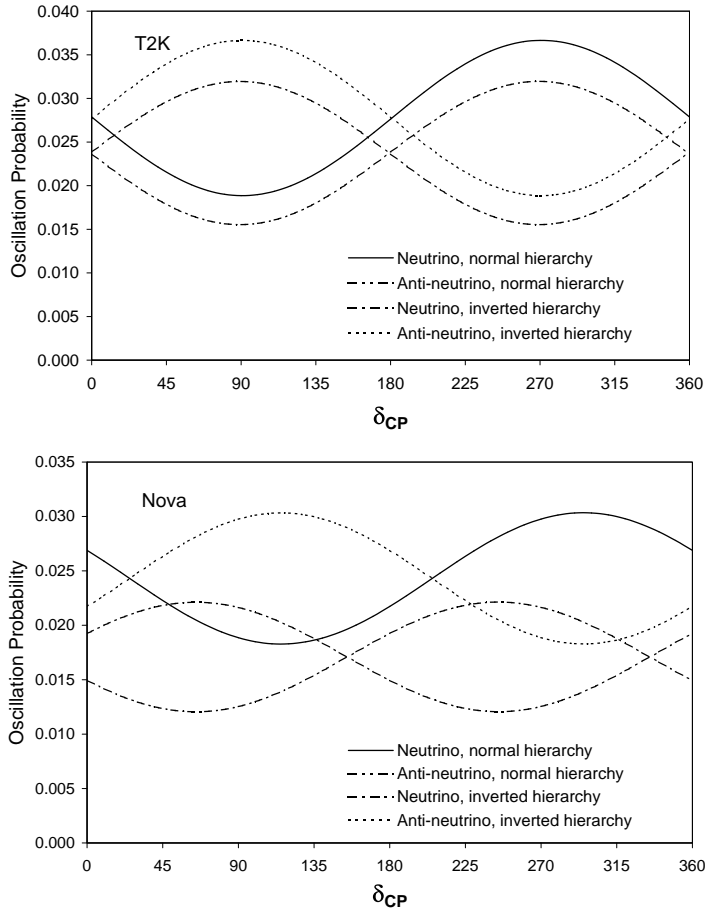 T2K
Oscillation Probability
0.040
0.035
0.030
0.025
0.020
0.015
0.010
0.005
0.000
Neutrino, normal hierarchy
Anti-neutrino, normal hierarchy
Neutrino, inverted hierarchy
Anti-neutrino, inverted hierarchy
0 45 90 135 180 225 270 315 360
δCP
Nova
Oscillation Probability
0.035
0.030
0.025
0.020
0.015
0.010
0.005
0.000
Neutrino, normal hierarchy
Anti-neutrino, normal hierarchy
Neutrino, inverted hierarchy
Anti-neutrino, inverted hierarchy
0 45 90 135 180 225 270 315 360
δCP